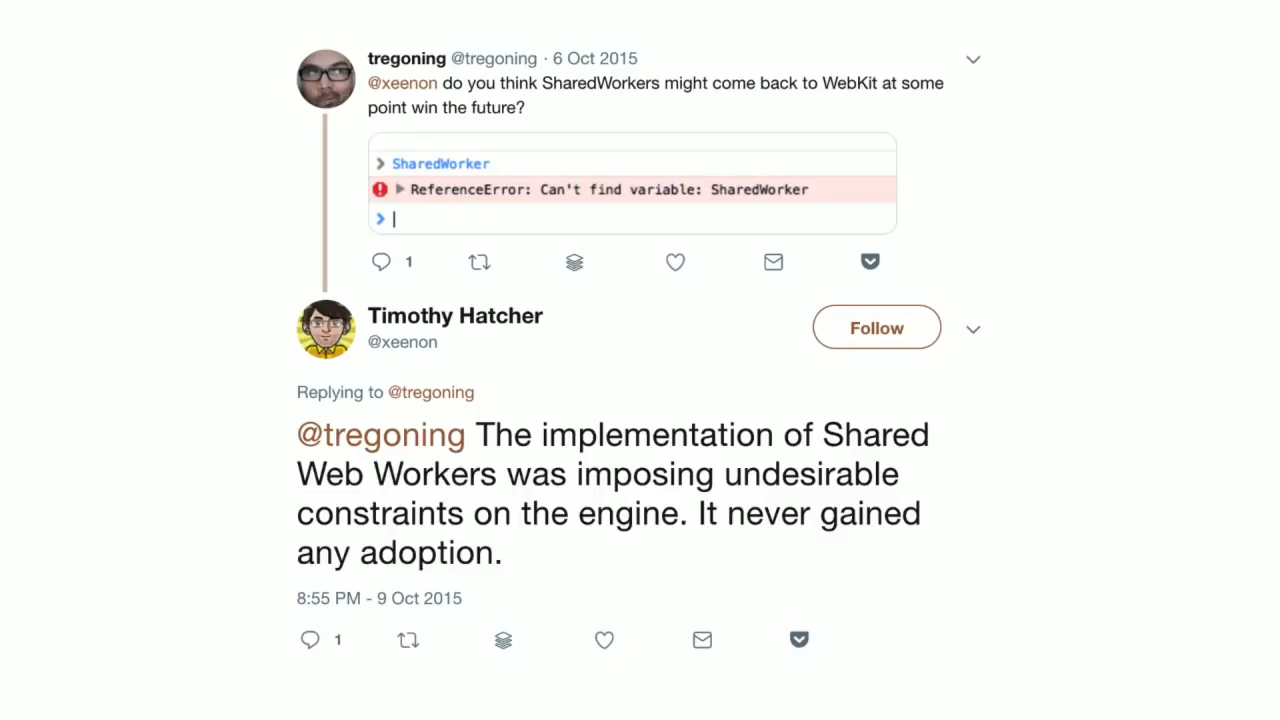 tregoning @tregoning · 6 Oct 2015
@xeenon do you think SharedWorkers might come back to WebKit at some
point win the future?
SharedWorker
ReferenceError: Can't find variable: SharedWorker
1
Timothy Hatcher
@xeenon
Follow
Replying to @tregoning
@tregoning The implementation of Shared
Web Workers was imposing undesirable
constraints on the engine. It never gained
any adoption.
8:55 PM - 9 Oct 2015
1